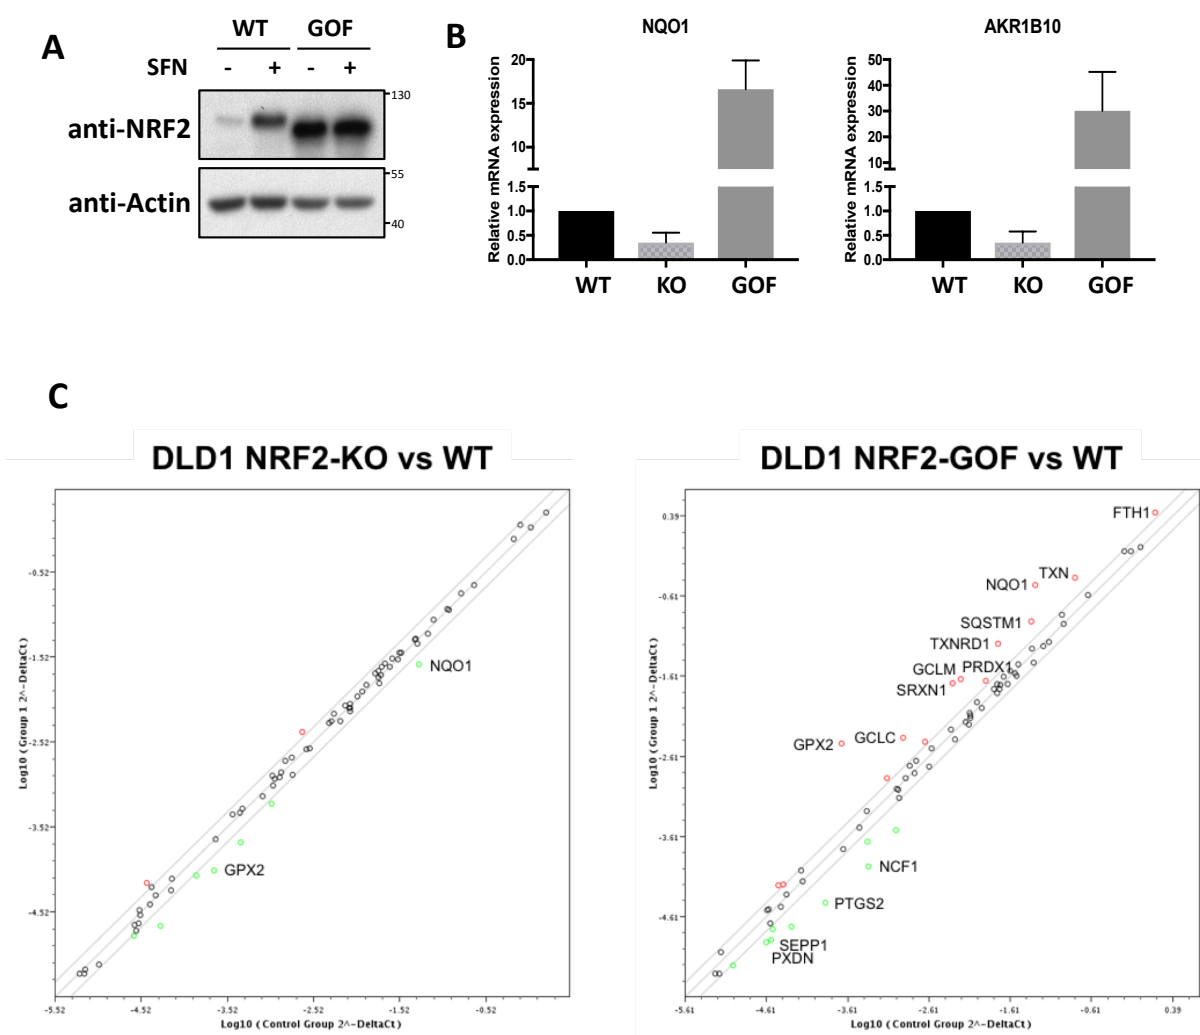 A
WT GOF
SFN - + - +
anti-NRF2
130
anti-Actin
55
40
B
NQO1
Relative mRNA expression
20
15
10
1.5
1.0
0.5
0.0
WT KO GOF
AKR1B10
Relative mRNA expression
50
40
30
20
10
1.5
1.0
0.5
0.0
WT KO GOF
C
DLD1 NRF2-KO vs WT
Log10 (Group 1 2^-DeltaCt)
-0.52
-1.52
-2.52
-3.52
-4.52
NQO1
GPX2
-5.52 -4.52 -3.52 -2.52 -1.52 -0.52
Log10 (Control Group 2^-DeltaCt)
DLD1 NRF2-GOF vs WT
Log10 (Group 1 2^-DeltaCt)
0.39
-0.61
-1.61
-2.61
-3.61
-4.61
FTH1
TXN
NQO1
SQSTM1
TXNRD1
GCLM PRDX1
SRXN1
GPX2 GCLC
NCF1
PTGS2
SEPP1
PXDN
-5.61 -4.61 -3.61 -2.61 -1.61 -0.61 0.39
Log10 (Control Group 2^-DeltaCt)